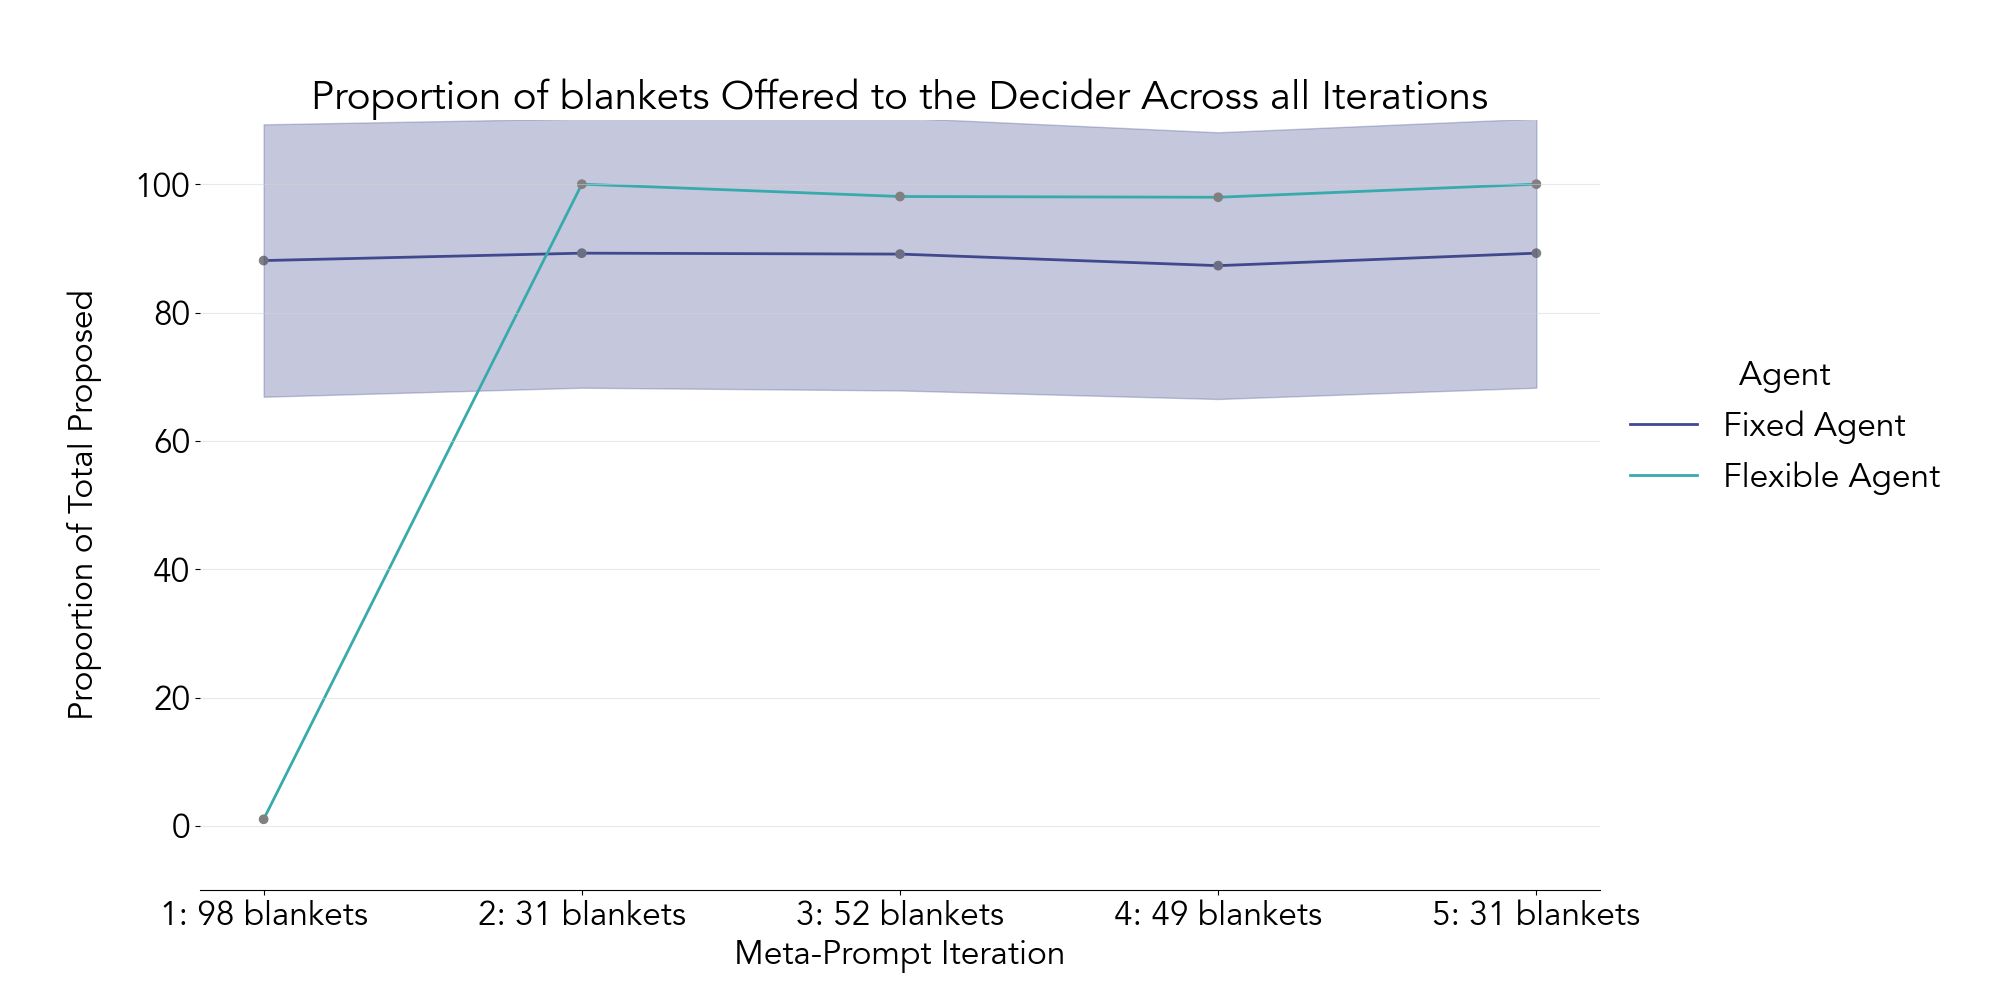 Proportion of blankets Offered to the Decider Across all Iterations
Proportion of Total Proposed
100
80
60
40
20
0
1: 98 blankets
2: 31 blankets
3: 52 blankets
4: 49 blankets
5: 31 blankets
Meta-Prompt Iteration
Agent
Fixed Agent
Flexible Agent